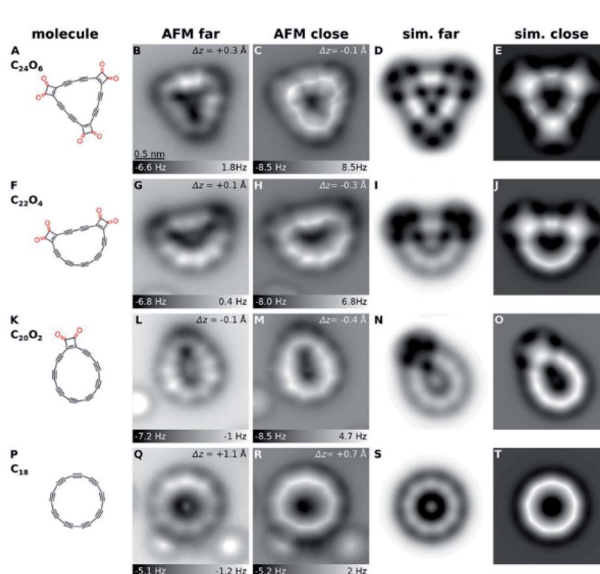 molecule AFM far AFM close sim. far sim. close
A B Δz = +0.3 Å C Δz= -0.1 Å D E
C24O6
0.5 nm
-6.6 Hz 1.8Hz -8.5 Hz 8.5Hz
F G Δz = +0.1 Å H Δz= -0.3 Å I J
C22O4
-6.8 Hz 0.4 Hz -8.0 Hz 6.8Hz
K L Δz = -0.1 Å M Δz= -0.4 Å N O
C20O2
-7.2 Hz -1 Hz -8.5 Hz 4.7 Hz
P Q Δz = +1.1 Å R Δz= +0.7 Å S T
C18
-5.1 Hz -1.2 Hz -5.2 Hz 2 Hz